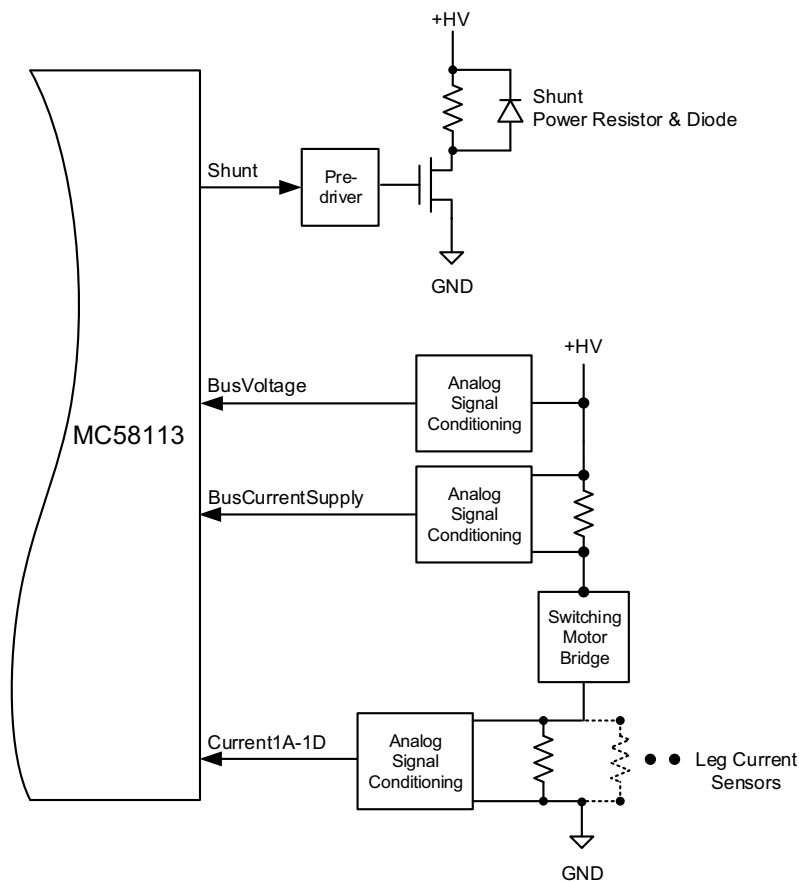 +HV
Shunt
Power Resistor & Diode
Shunt
Pre-
driver
GND
+HV
BusVoltage
Analog
Signal
Conditioning
MC58113
BusCurrentSupply
Analog
Signal
Conditioning
Switching
Motor
Bridge
Current1A-1D
Analog
Signal
Conditioning
Leg Current
Sensors
GND